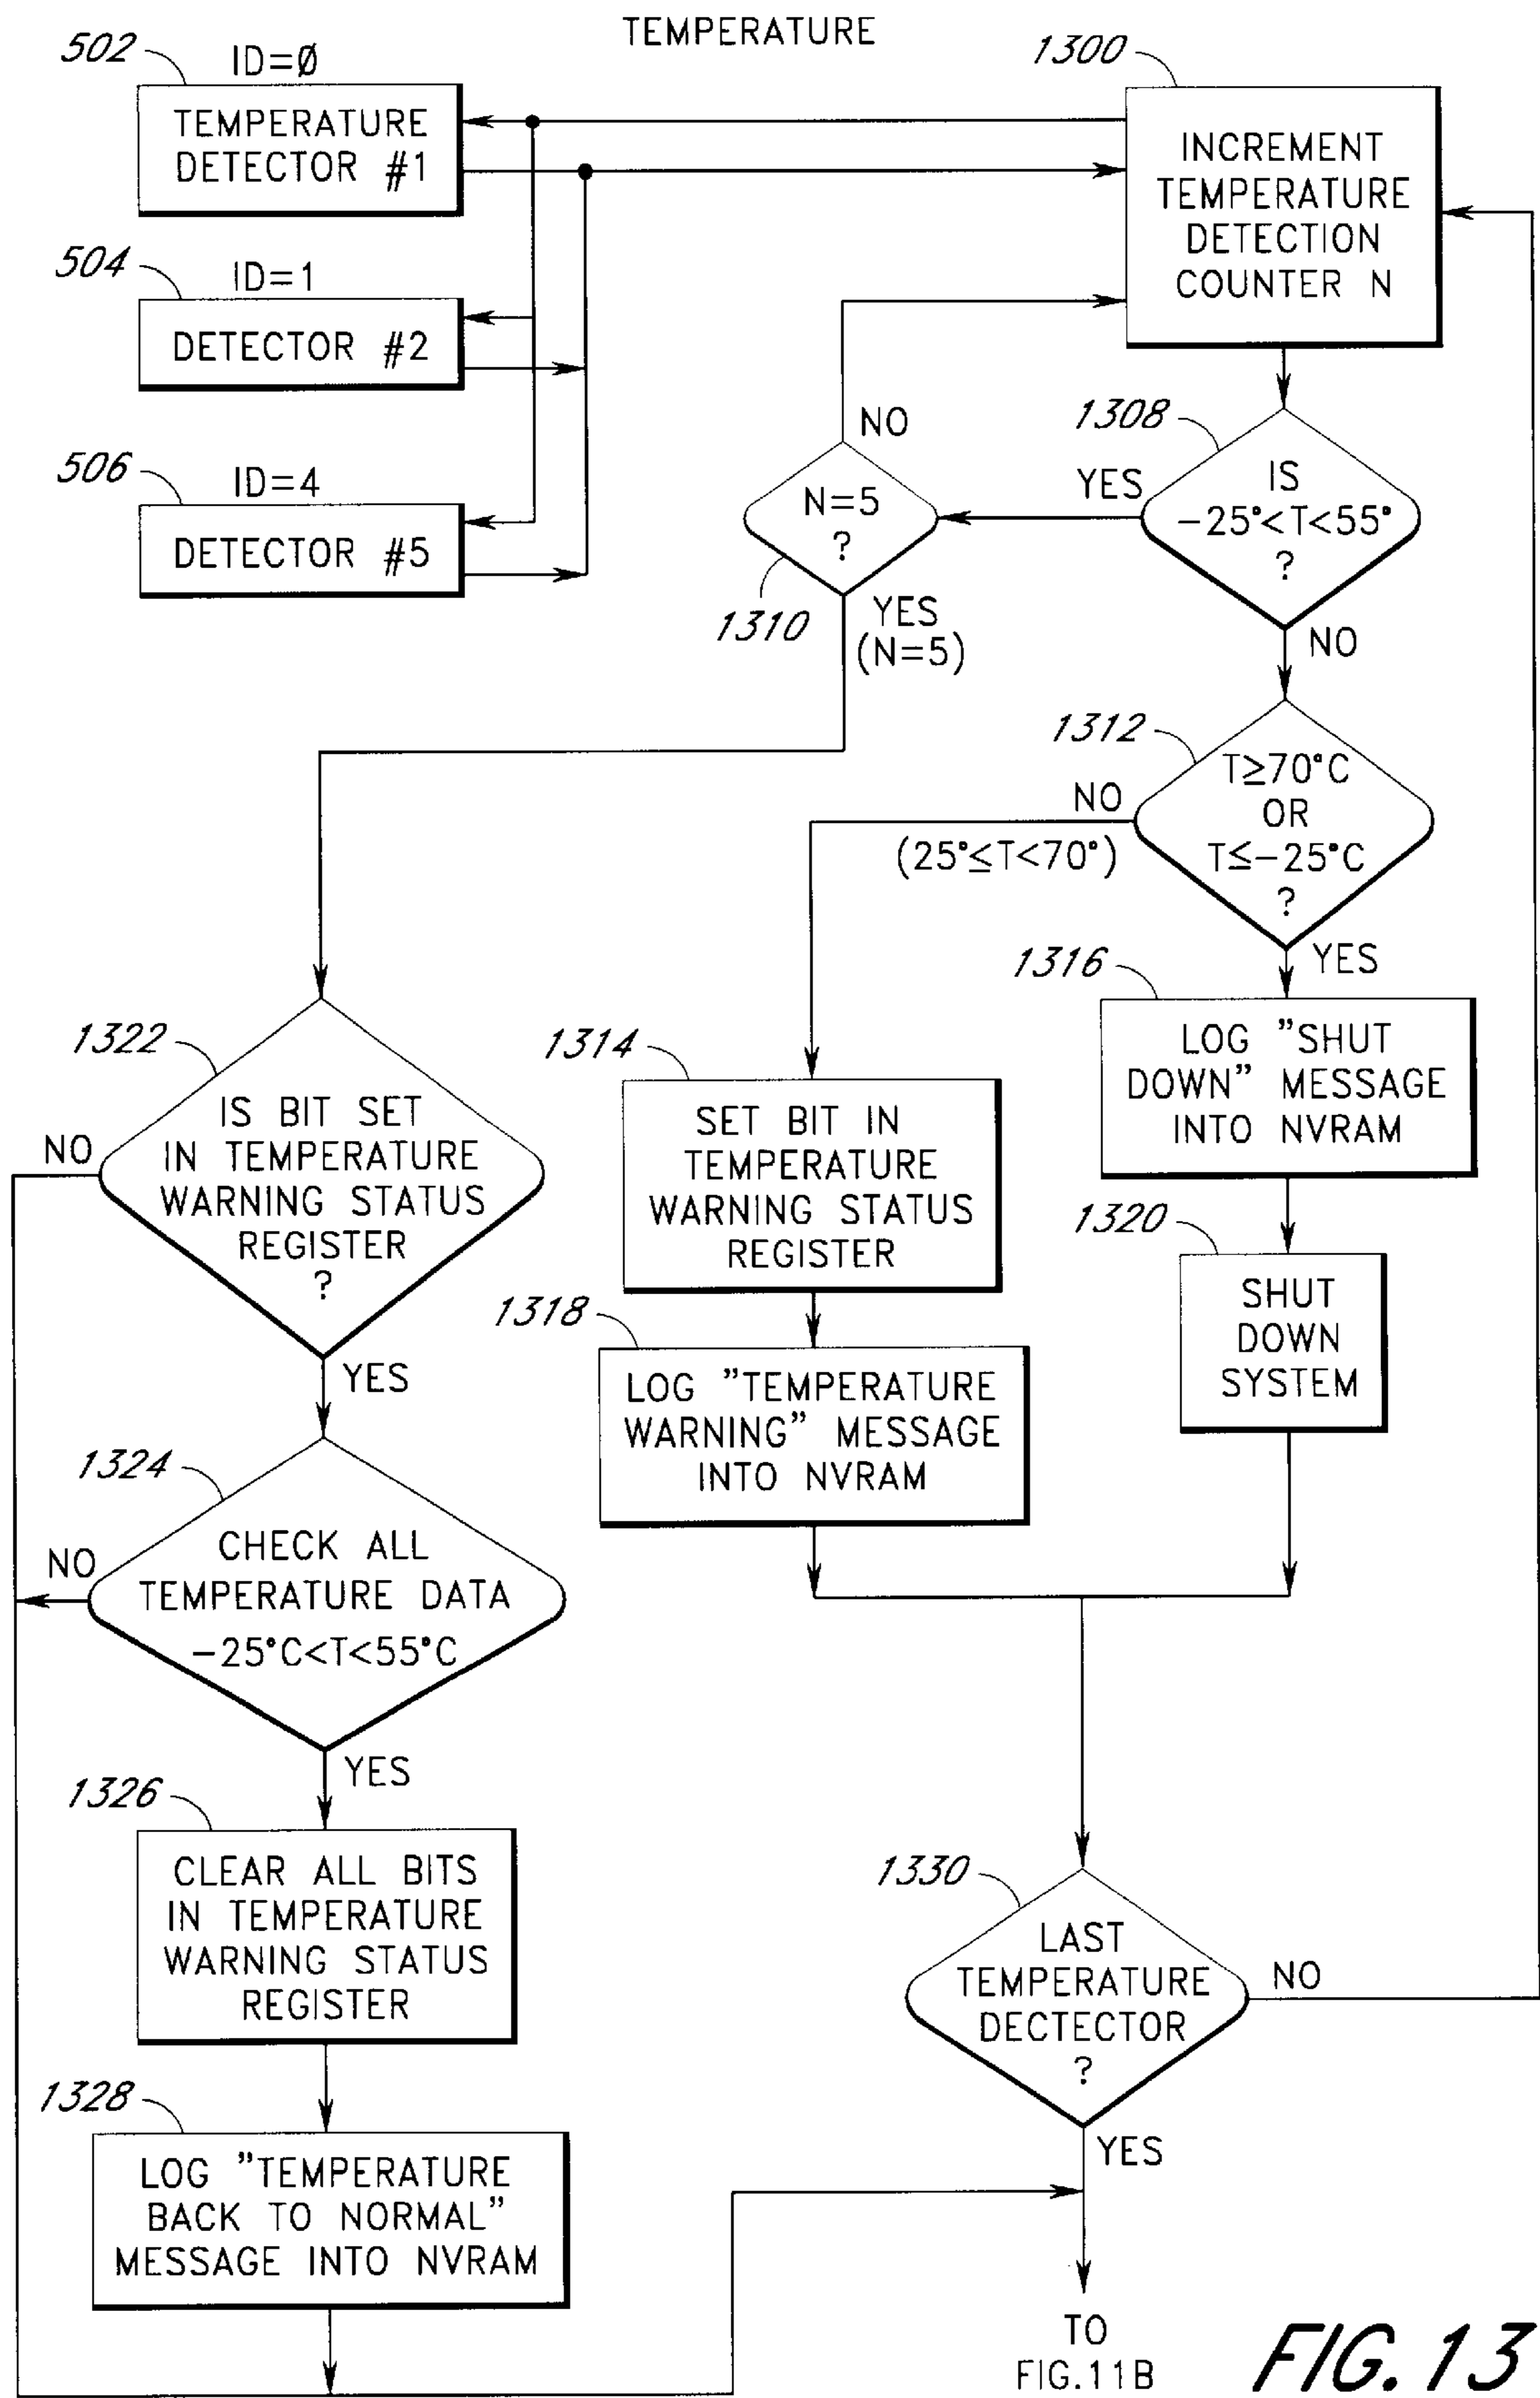 TEMPERATURE
502
ID=Ø
TEMPERATURE
DETECTOR #1
504
ID=1
DETECTOR #2
506
ID=4
DETECTOR #5
1300
INCREMENT
TEMPERATURE
DETECTION
COUNTER N
1308
IS
-25°<T<55°
?
YES
NO
NO
N=5
?
1310
YES
(N=5)
1312
T≥70°C
OR
T≤-25°C
?
NO
(25°≤T<70°)
YES
1316
LOG "SHUT
DOWN" MESSAGE
INTO NVRAM
1320
SHUT
DOWN
SYSTEM
1314
SET BIT IN
TEMPERATURE
WARNING STATUS
REGISTER
1318
LOG "TEMPERATURE
WARNING" MESSAGE
INTO NVRAM
1322
IS BIT SET
IN TEMPERATURE
WARNING STATUS
REGISTER
?
NO
YES
1324
CHECK ALL
TEMPERATURE DATA
-25°C<T<55°C
NO
YES
1326
CLEAR ALL BITS
IN TEMPERATURE
WARNING STATUS
REGISTER
1328
LOG "TEMPERATURE
BACK TO NORMAL"
MESSAGE INTO NVRAM
1330
LAST
TEMPERATURE
DECTECTOR
?
NO
YES
TO
FIG.11B
FIG. 13